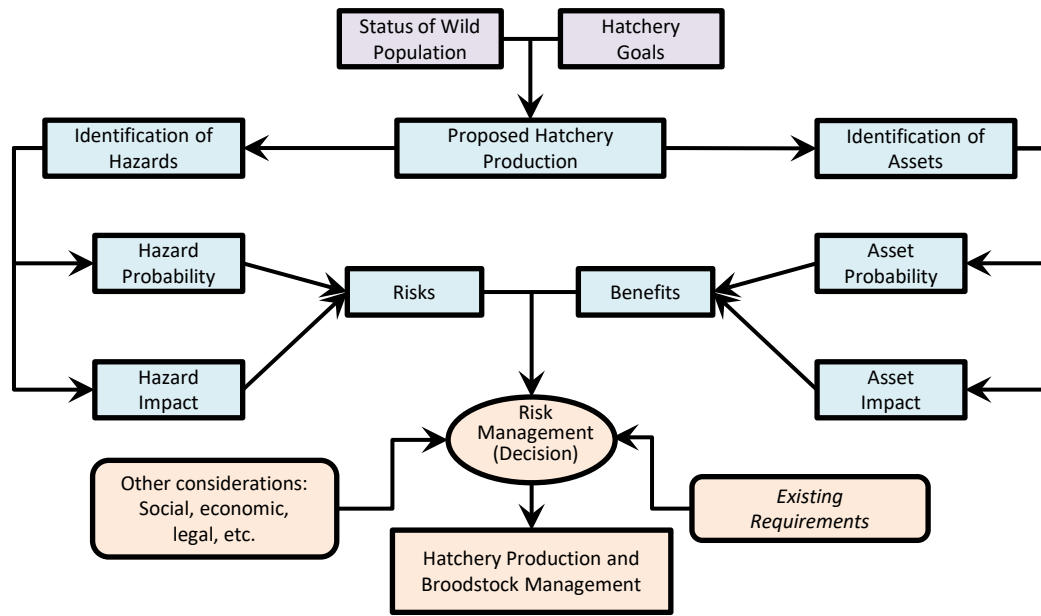 Status of Wild
Population
Hatchery
Goals
Identification of
Hazards
Proposed Hatchery
Production
Identification of
Assets
Hazard
Probability
Asset
Probability
Risks
Benefits
Hazard
Impact
Asset
Impact
Risk
Management
(Decision)
Other considerations:
Social, economic,
legal, etc.
Existing
Requirements
Hatchery Production and
Broodstock Management